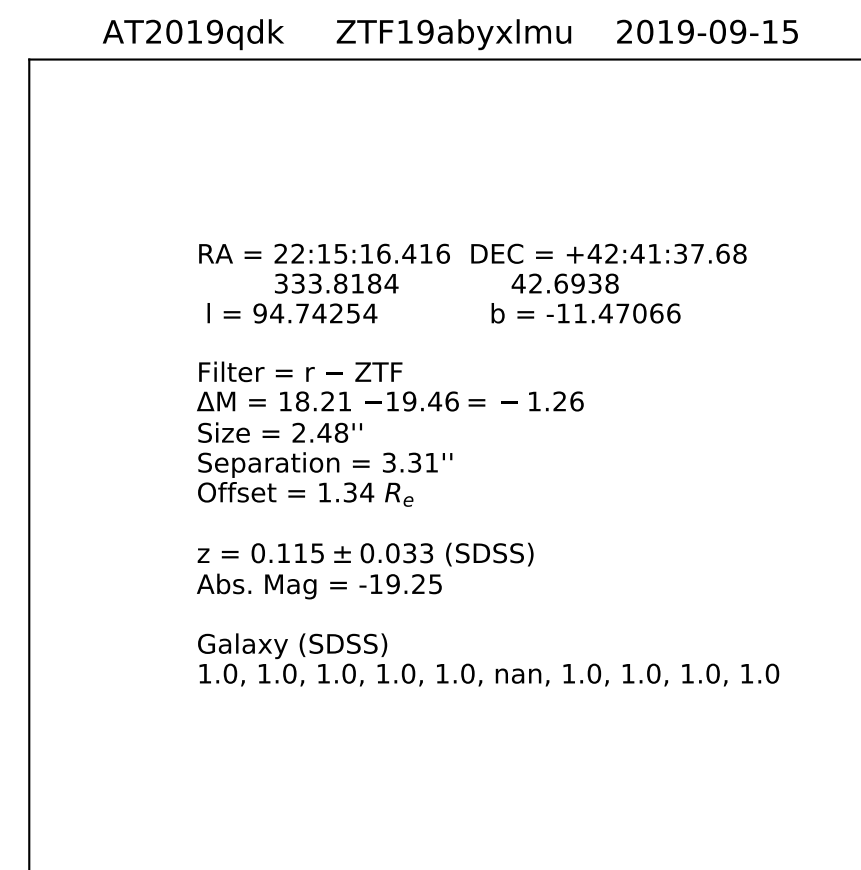 AT2019qdk ZTF19abyxlmu 2019-09-15
RA = 22:15:16.416 DEC = +42:41:37.68
333.8184 42.6938
l = 94.74254 b = -11.47066
Filter = r − ZTF
ΔM = 18.21 −19.46 = − 1.26
Size = 2.48''
Separation = 3.31''
Offset = 1.34 Rₑ
z = 0.115 ± 0.033 (SDSS)
Abs. Mag = -19.25
Galaxy (SDSS)
1.0, 1.0, 1.0, 1.0, 1.0, nan, 1.0, 1.0, 1.0, 1.0